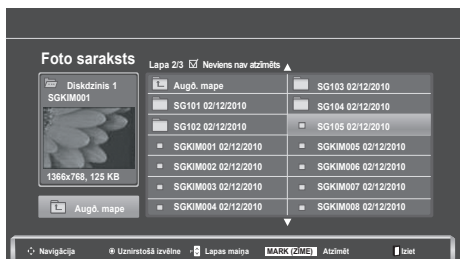 Foto saraksts
Lapa 2/3 Neviens nav atzīmēts
Diskdzinis 1
SGKIM001
1366x768, 125 KB
Augð. mape
Augð. mape
SG101 02/12/2010
SG102 02/12/2010
SGKIM001 02/12/2010
SGKIM002 02/12/2010
SGKIM003 02/12/2010
SGKIM004 02/12/2010
SG103 02/12/2010
SG104 02/12/2010
SG105 02/12/2010
SGKIM005 02/12/2010
SGKIM006 02/12/2010
SGKIM007 02/12/2010
SGKIM008 02/12/2010
Navigācija Uznirstošā izvēlne Lapas maiņa MARK (ZĪME) Atzīmēt Iziet